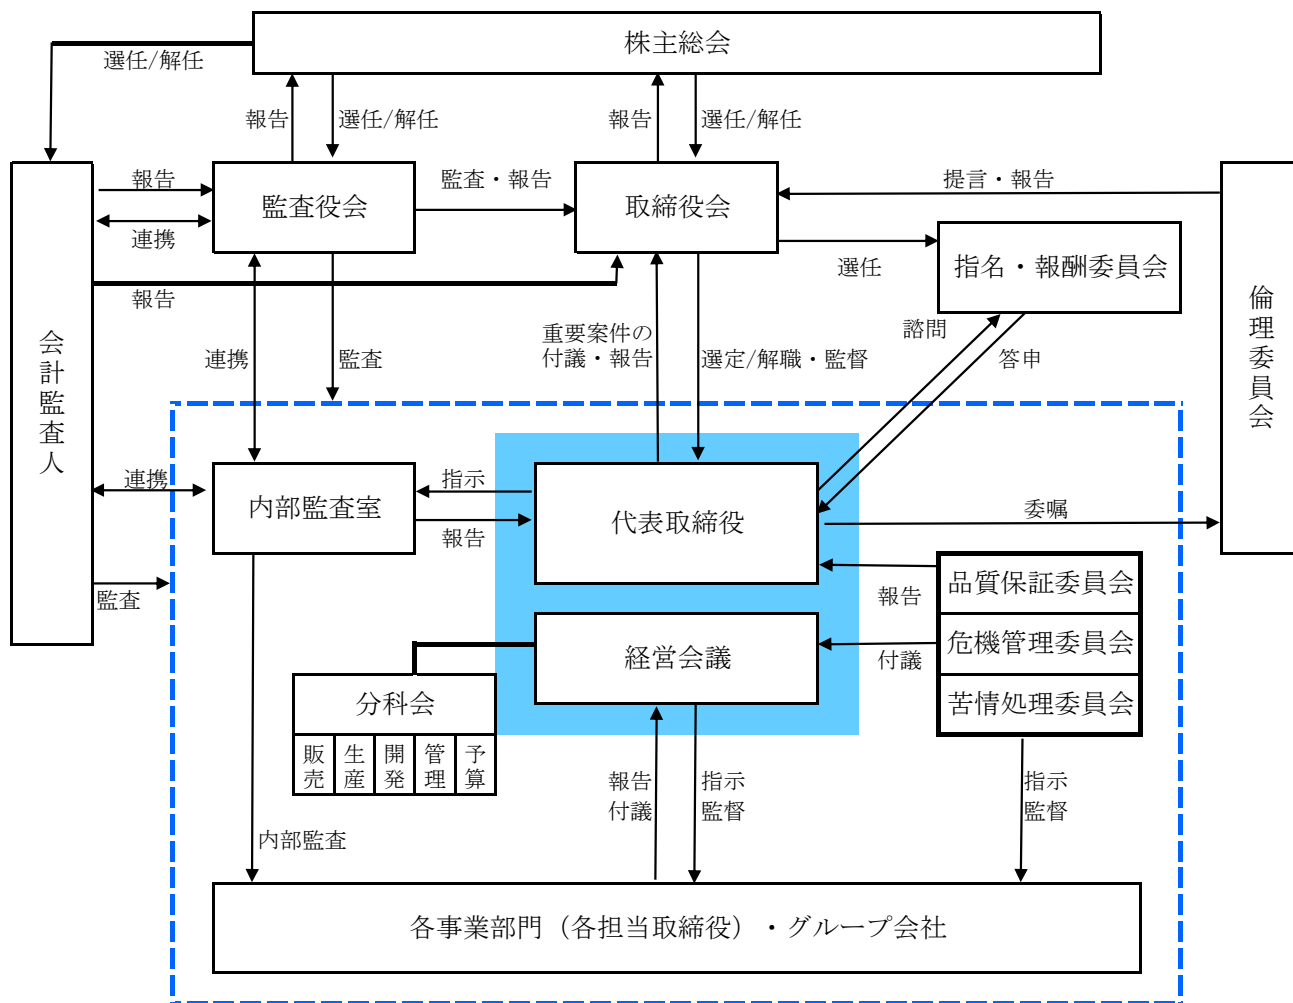 株主総会
選任/解任
報告
選任/解任
報告
選任/解任
報告
監査役会
監査・報告
取締役会
提言・報告
連携
選任
指名・報酬委員会
報告
会計監査人
倫理委員会
連携
監査
重要案件の
付議・報告
選定/解職・監督
諮問
答申
連携
内部監査室
指示
報告
代表取締役
委嘱
監査
報告
品質保証委員会
付議
危機管理委員会
苦情処理委員会
経営会議
分科会
販売
生産
開発
管理
予算
報告
付議
指示
監督
指示
監督
内部監査
各事業部門（各担当取締役）・グループ会社